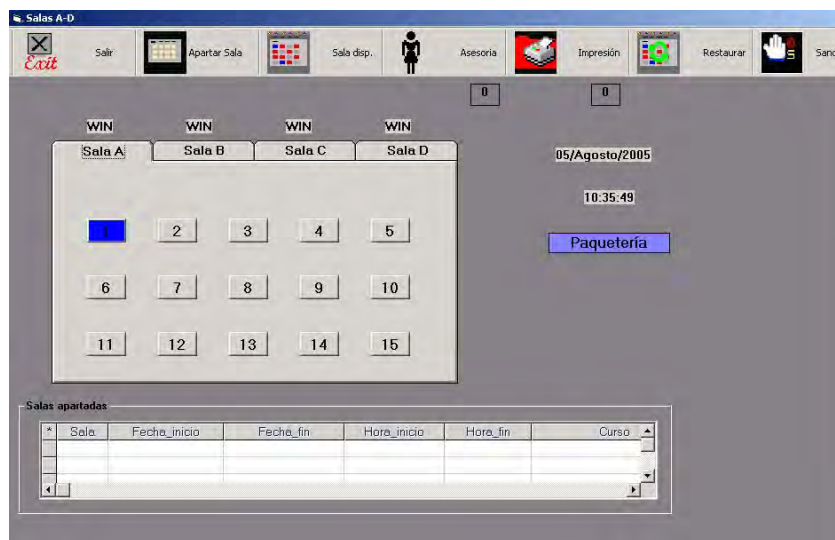 Salas A-D
Exit Salir Apartar Sala Sala disp. Asesoria Impresión Restaurar Sanc
0 0
WIN WIN WIN WIN
Sala A Sala B Sala C Sala D
05/Agosto/2005
10:35:49
1 2 3 4 5
Paquetería
6 7 8 9 10
11 12 13 14 15
Salas apartadas
* Sala Fecha_inicio Fecha_fin Hora_inicio Hora_fin Curso